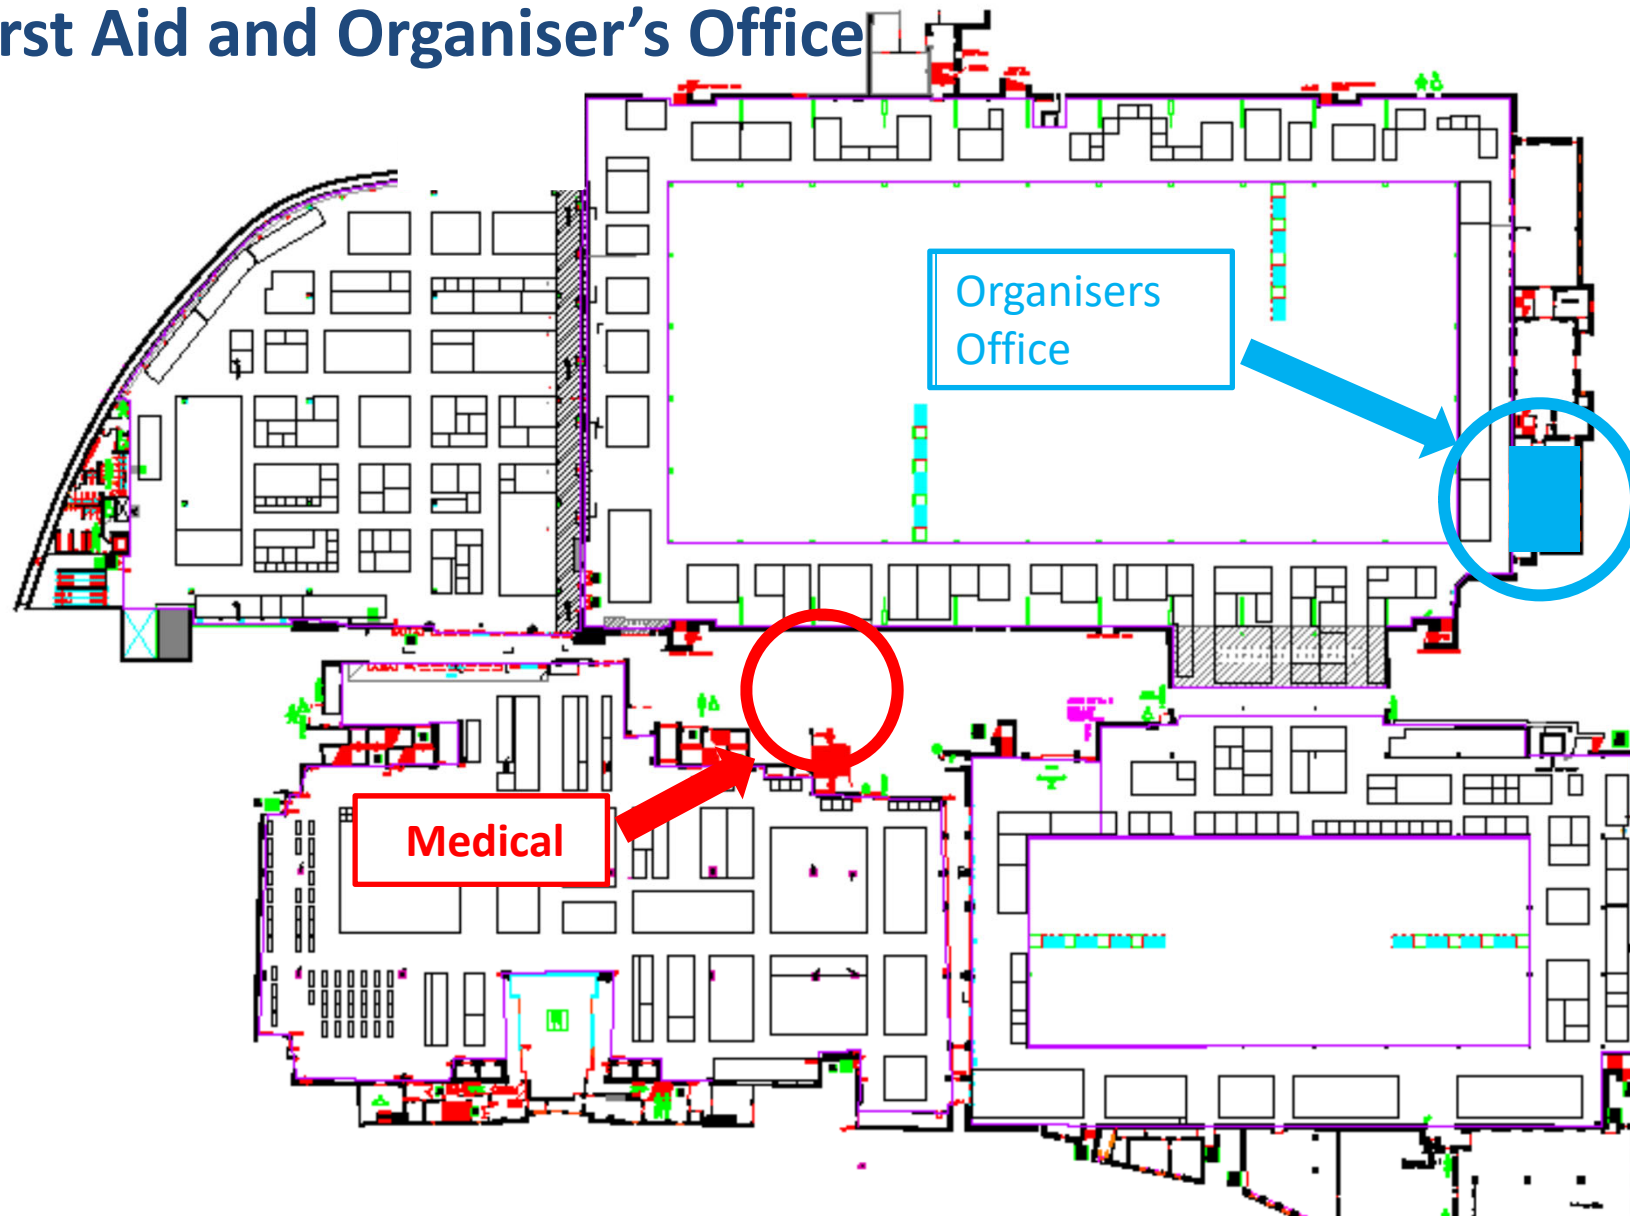 rst Aid and Organiser’s Office
Organisers
Office
Medical